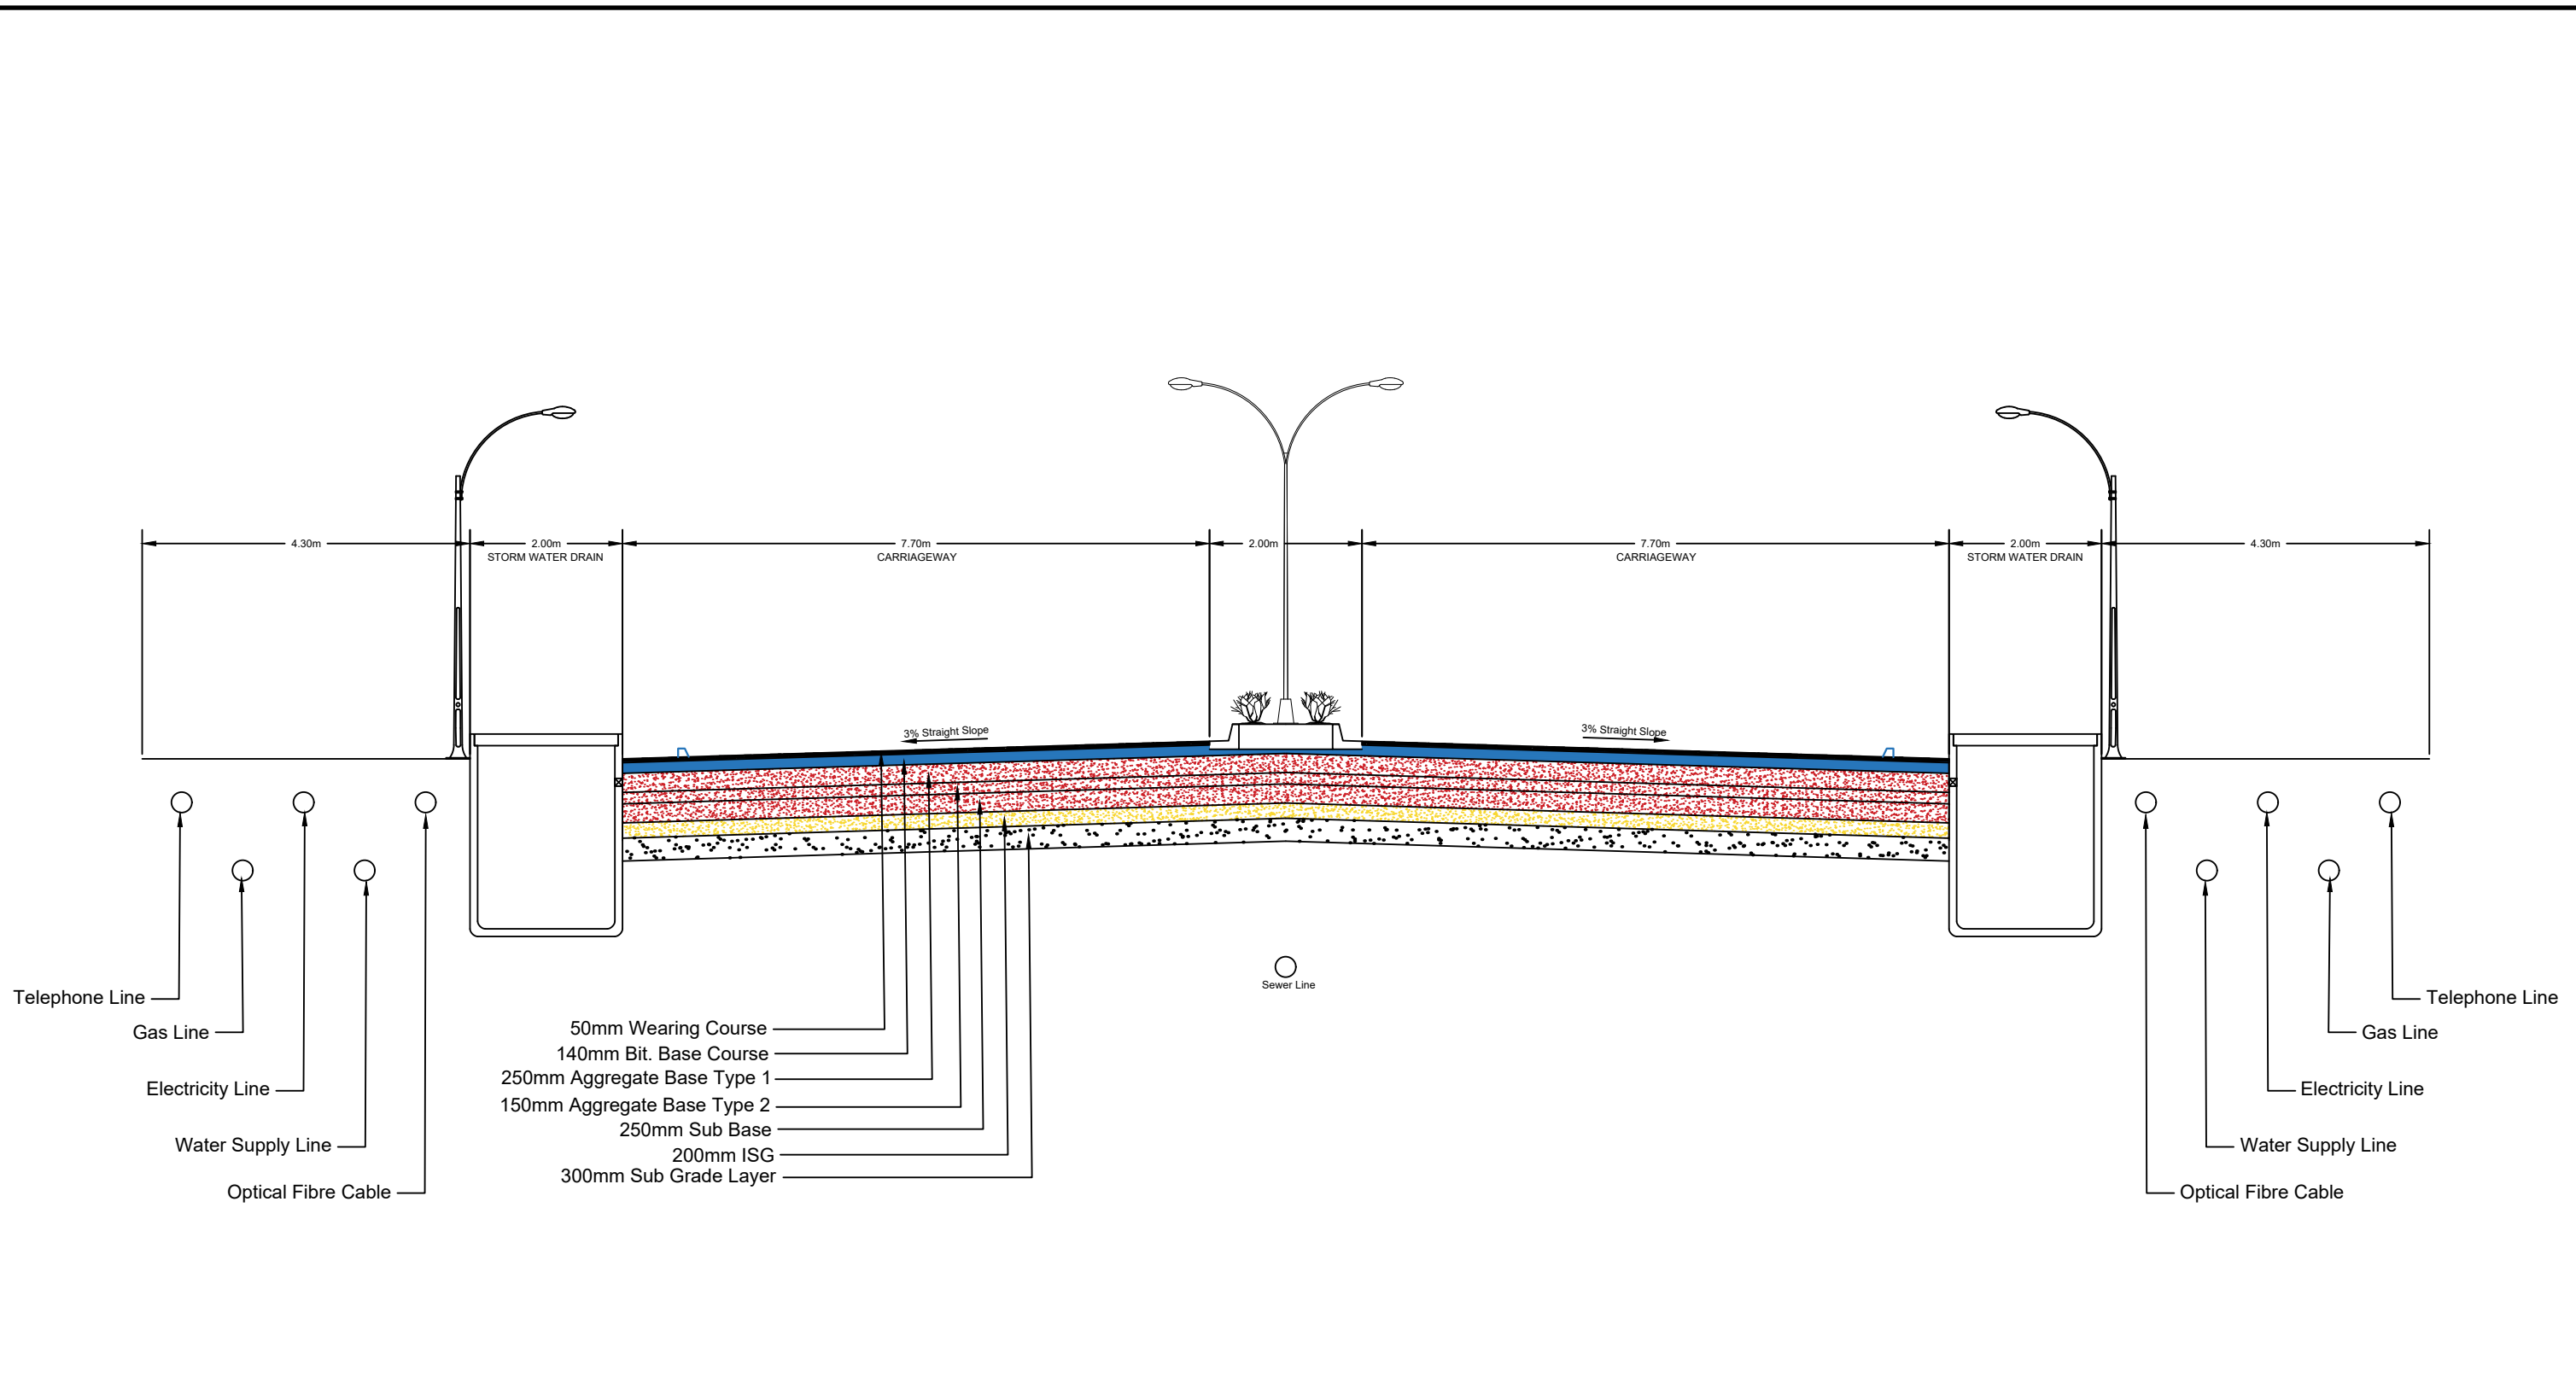 4.30m
2.00m
STORM WATER DRAIN
7.70m
CARRIAGEWAY
2.00m
7.70m
CARRIAGEWAY
2.00m
STORM WATER DRAIN
4.30m
3% Straight Slope
3% Straight Slope
Sewer Line
Telephone Line
Gas Line
Electricity Line
Water Supply Line
Optical Fibre Cable
50mm Wearing Course
140mm Bit. Base Course
250mm Aggregate Base Type 1
150mm Aggregate Base Type 2
250mm Sub Base
200mm ISG
300mm Sub Grade Layer
Telephone Line
Gas Line
Electricity Line
Water Supply Line
Optical Fibre Cable